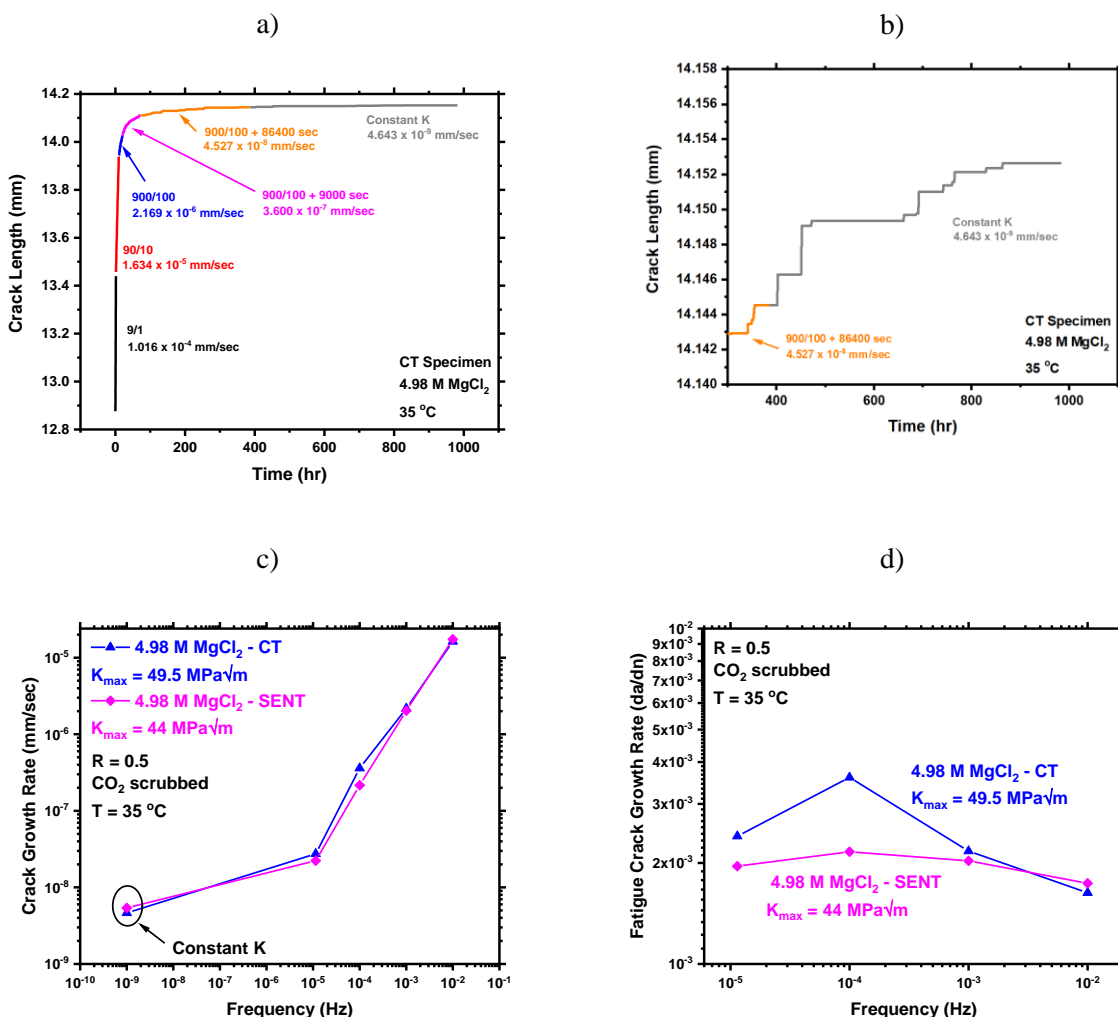 a)
14.2
14.0
13.8
13.6
13.4
13.2
13.0
12.8
Crack Length (mm)
Constant K
4.643 x 10⁻⁹ mm/sec
900/100 + 86400 sec
4.527 x 10⁻⁸ mm/sec
900/100
2.169 x 10⁻⁶ mm/sec
900/100 + 9000 sec
3.600 x 10⁻⁷ mm/sec
90/10
1.634 x 10⁻⁵ mm/sec
9/1
1.016 x 10⁻⁴ mm/sec
CT Specimen
4.98 M MgCl₂
35 °C
0 200 400 600 800 1000
Time (hr)
b)
14.158
14.156
14.154
14.152
14.150
14.148
14.146
14.144
14.142
14.140
Crack Length (mm)
Constant K
4.643 x 10⁻⁹ mm/sec
900/100 + 86400 sec
4.527 x 10⁻⁸ mm/sec
CT Specimen
4.98 M MgCl₂
35 °C
400 600 800 1000
Time (hr)
c)
10⁻⁵
10⁻⁶
10⁻⁷
10⁻⁸
10⁻⁹
Crack Growth Rate (mm/sec)
4.98 M MgCl₂ - CT
Kmax = 49.5 MPa√m
4.98 M MgCl₂ - SENT
Kmax = 44 MPa√m
R = 0.5
CO₂ scrubbed
T = 35 °C
Constant K
10⁻¹⁰ 10⁻⁹ 10⁻⁸ 10⁻⁷ 10⁻⁶ 10⁻⁵ 10⁻⁴ 10⁻³ 10⁻² 10⁻¹
Frequency (Hz)
d)
10⁻²
9x10⁻³
8x10⁻³
7x10⁻³
6x10⁻³
5x10⁻³
4x10⁻³
3x10⁻³
2x10⁻³
10⁻³
Fatigue Crack Growth Rate (da/dn)
R = 0.5
CO₂ scrubbed
T = 35 °C
4.98 M MgCl₂ - CT
Kmax = 49.5 MPa√m
4.98 M MgCl₂ - SENT
Kmax = 44 MPa√m
10⁻⁵ 10⁻⁴ 10⁻³ 10⁻²
Frequency (Hz)